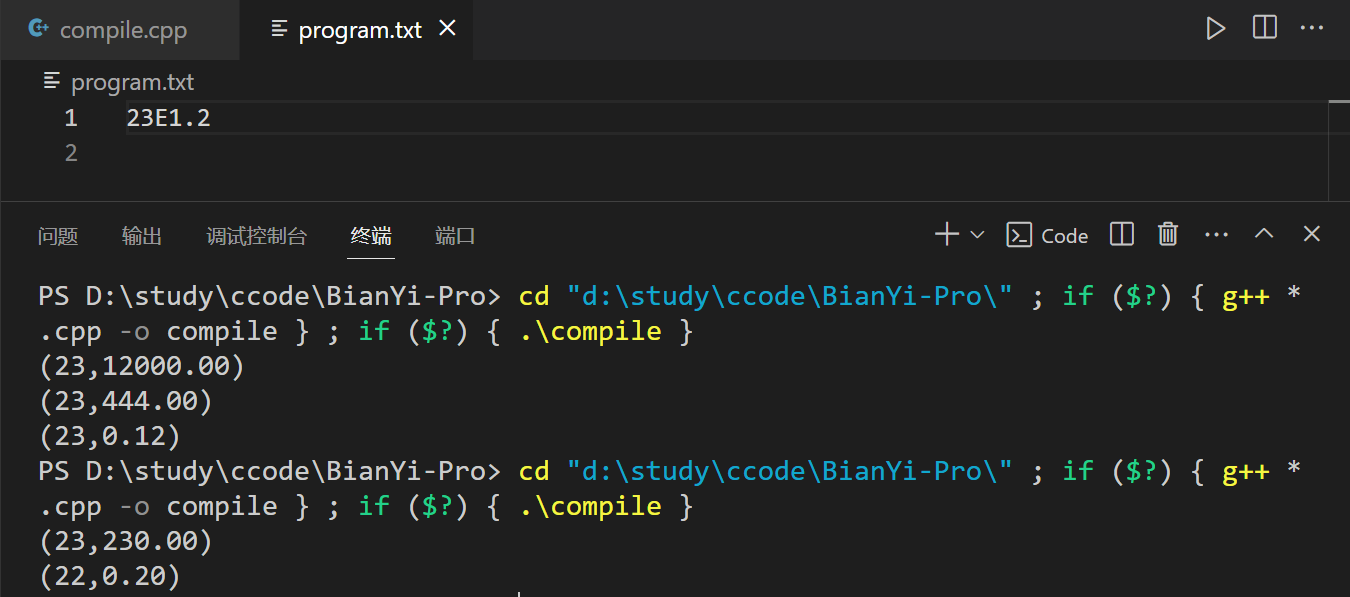 compile.cpp program.txt
program.txt
1 23E1.2
2
问题 输出 调试控制台 终端 端口 Code
PS D:\study\ccode\BianYi-Pro> cd "d:\study\ccode\BianYi-Pro\" ; if ($?) { g++ *
.cpp -o compile } ; if ($?) { .\compile }
(23,12000.00)
(23,444.00)
(23,0.12)
PS D:\study\ccode\BianYi-Pro> cd "d:\study\ccode\BianYi-Pro\" ; if ($?) { g++ *
.cpp -o compile } ; if ($?) { .\compile }
(23,230.00)
(22,0.20)